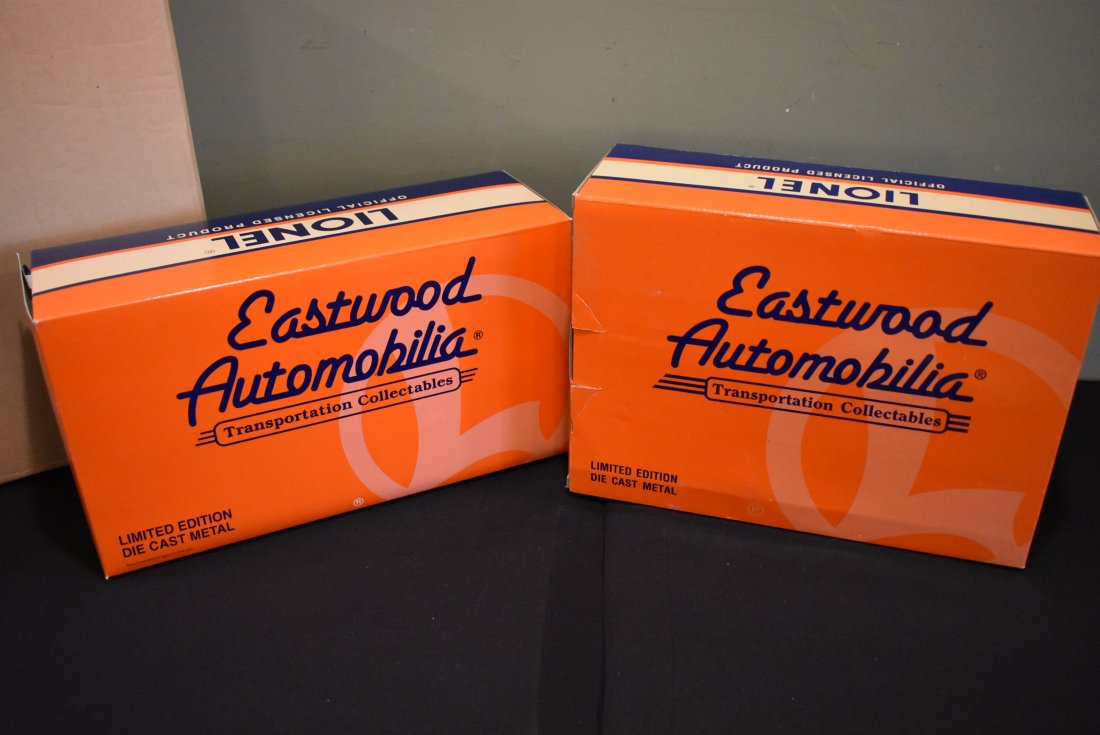 OFFICIAL LICENSED PRODUCT
LIONEL®
Eastwood
Automobilia®
Transportation Collectables
®
LIMITED EDITION
DIE CAST METAL
OFFICIAL LICENSED PRODUCT
LIONEL
Eastwood
Automobilia®
Transportation Collectables
LIMITED EDITION
DIE CAST METAL
®